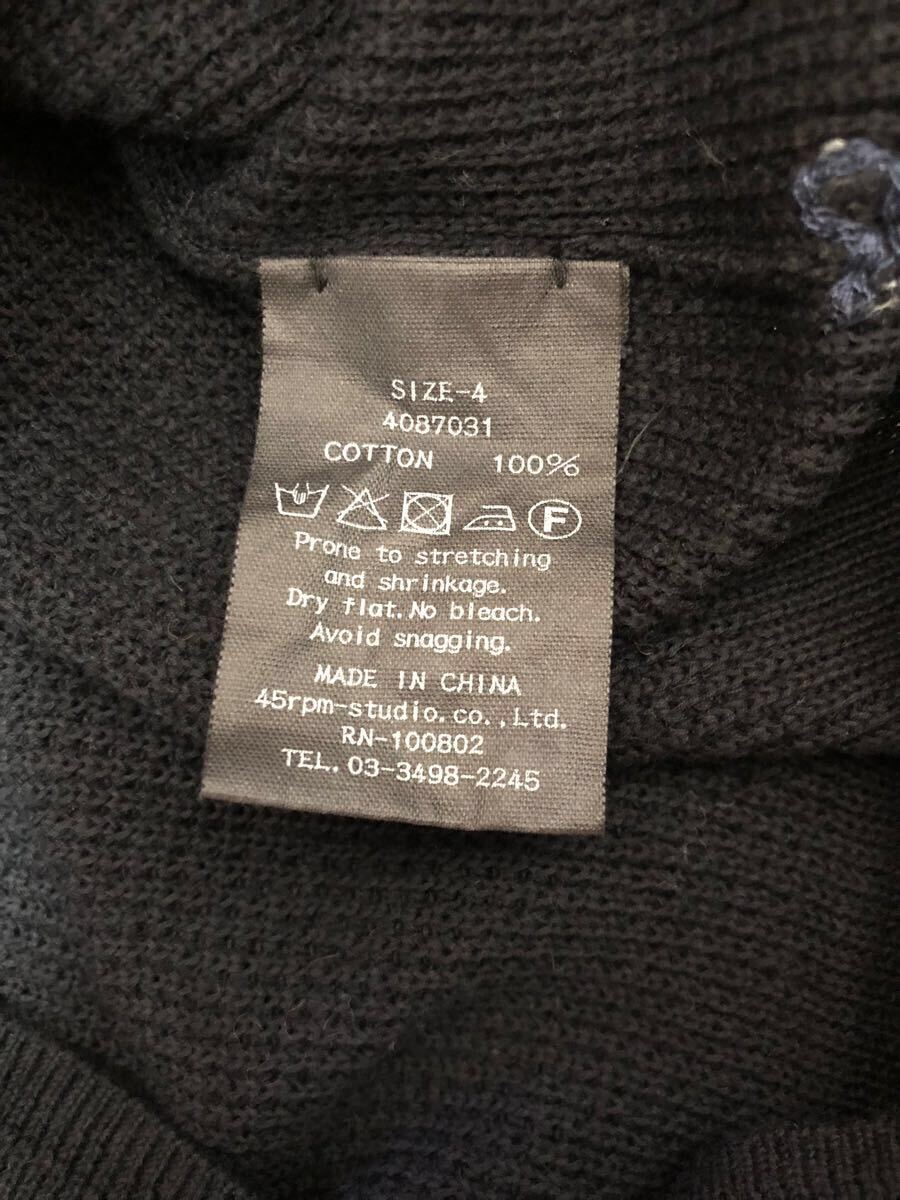 SIZE-4
4087031
COTTON 100%
F
Prone to stretching
and shrinkage.
Dry flat.No bleach.
Avoid snagging.
MADE IN CHINA
45rpm-studio.co.,Ltd.
RN-100802
TEL.03-3498-2245